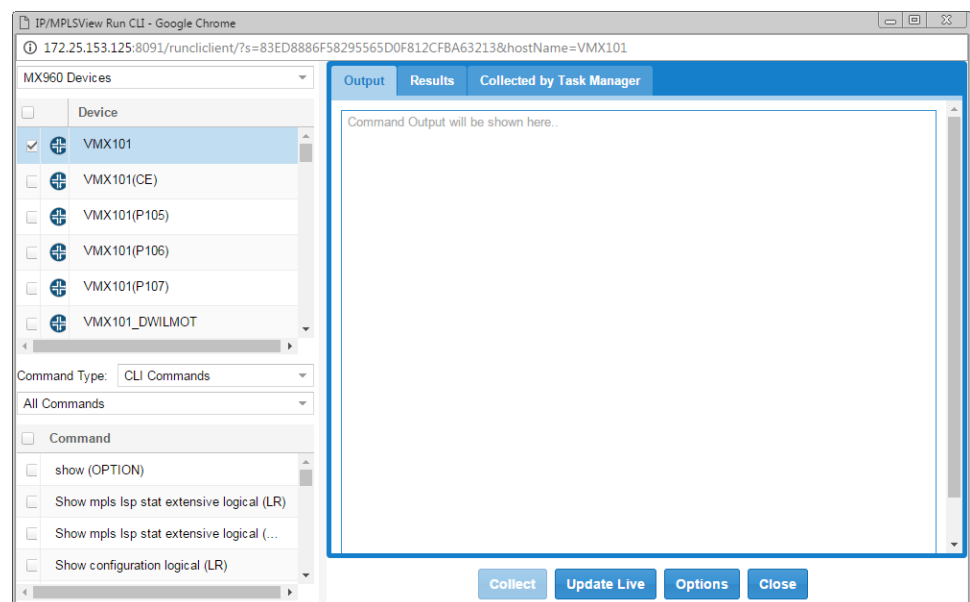 IP/MPLSView Run CLI - Google Chrome
172.25.153.125:8091/runcliclient/?s=83ED8886F58295565D0F812CFBA63213&hostName=VMX101
MX960 Devices
Device
VMX101
VMX101(CE)
VMX101(P105)
VMX101(P106)
VMX101(P107)
VMX101_DWILMOT
Command Type: CLI Commands
All Commands
Command
show (OPTION)
Show mpls lsp stat extensive logical (LR)
Show mpls lsp stat extensive logical (...
Show configuration logical (LR)
Output Results Collected by Task Manager
Command Output will be shown here..
Collect Update Live Options Close